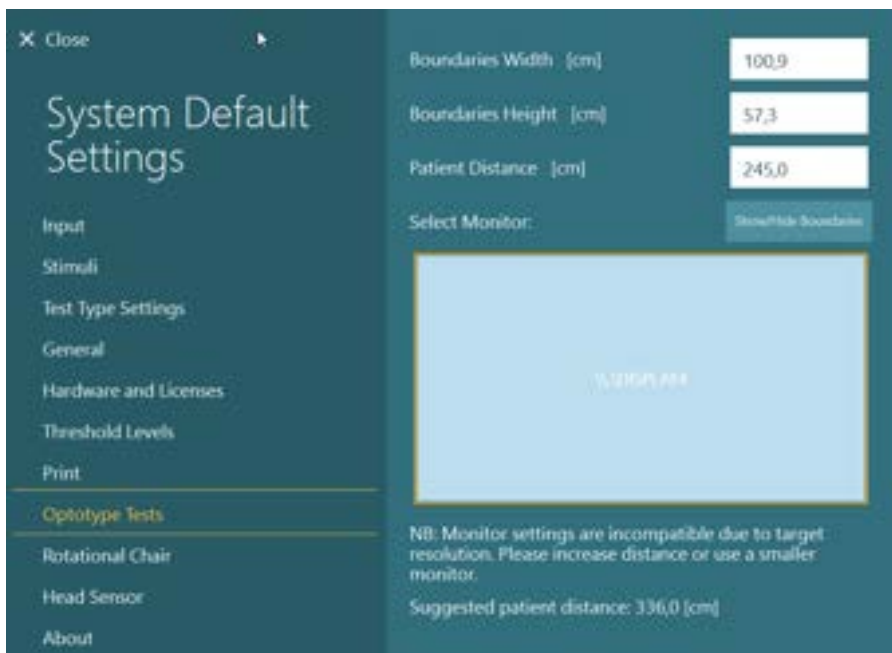 Close
System Default
Settings
Input
Stimuli
Test Type Settings
General
Hardware and Licenses
Threshold Levels
Print
Optotype Tests
Rotational Chair
Head Sensor
About
Boundaries Width [cm]
100,9
Boundaries Height [cm]
57,3
Patient Distance [cm]
245,0
Select Monitor:
Show/Hide Boundaries
NB: Monitor settings are incompatible due to target
resolution. Please increase distance or use a smaller
monitor.
Suggested patient distance: 336,0 [cm]